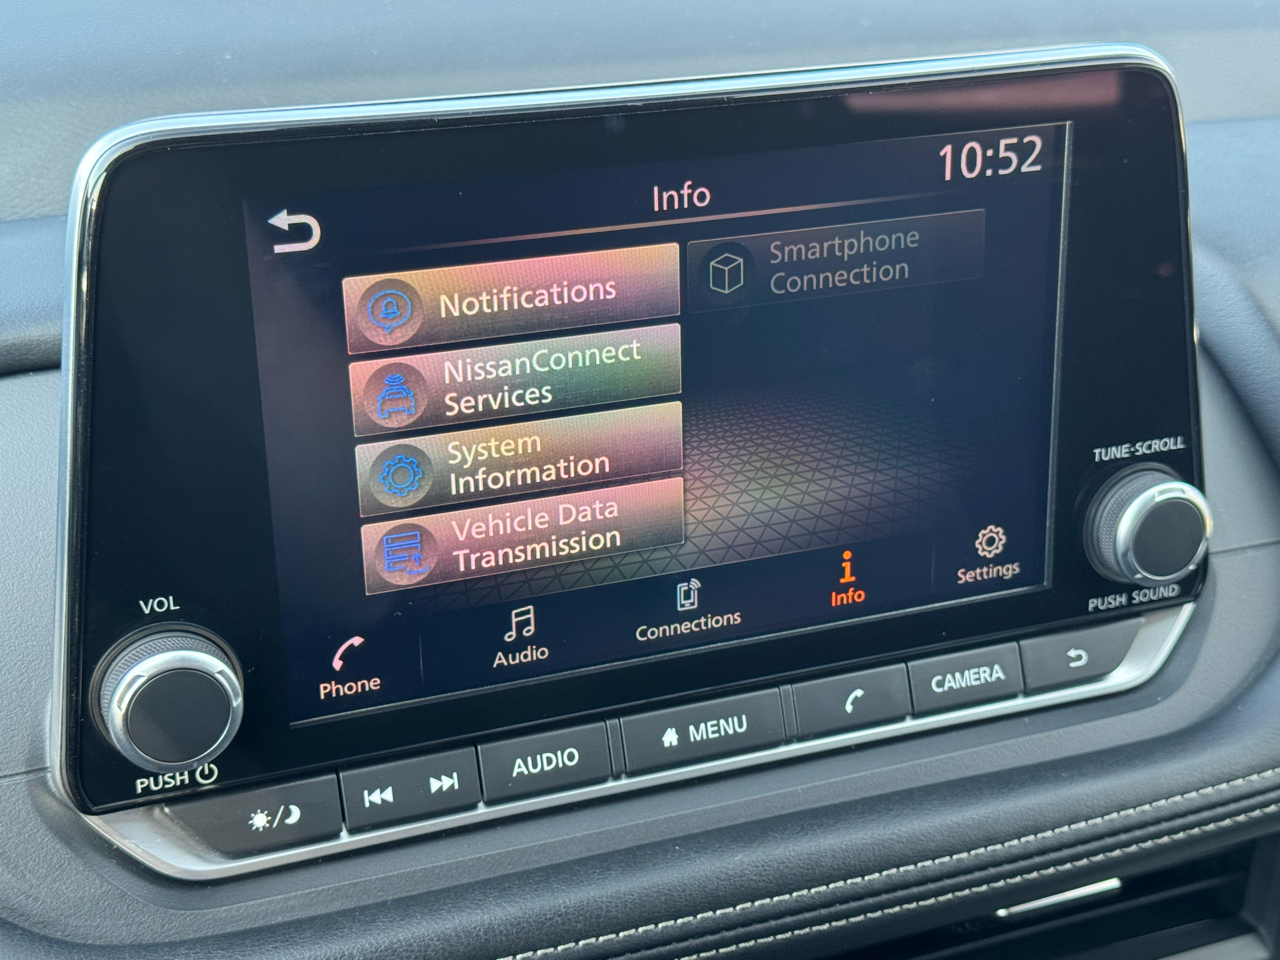 10:52
Info
Notifications
Smartphone
Connection
NissanConnect
Services
System
Information
Vehicle Data
Transmission
Phone
Audio
Connections
Info
Settings
VOL
PUSH
TUNE·SCROLL
PUSH SOUND
AUDIO
MENU
CAMERA